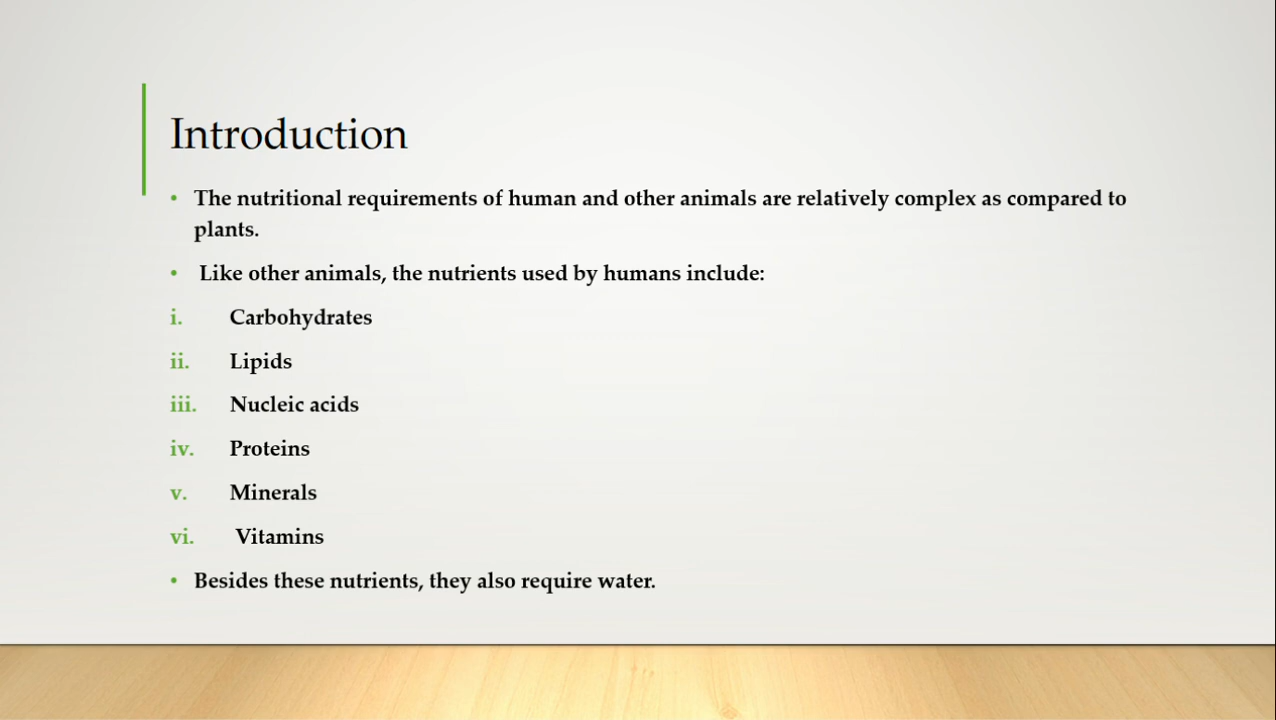 Introduction
• The nutritional requirements of human and other animals are relatively complex as compared to
plants.
• Like other animals, the nutrients used by humans include:
i. Carbohydrates
ii. Lipids
iii. Nucleic acids
iv. Proteins
v. Minerals
vi. Vitamins
• Besides these nutrients, they also require water.